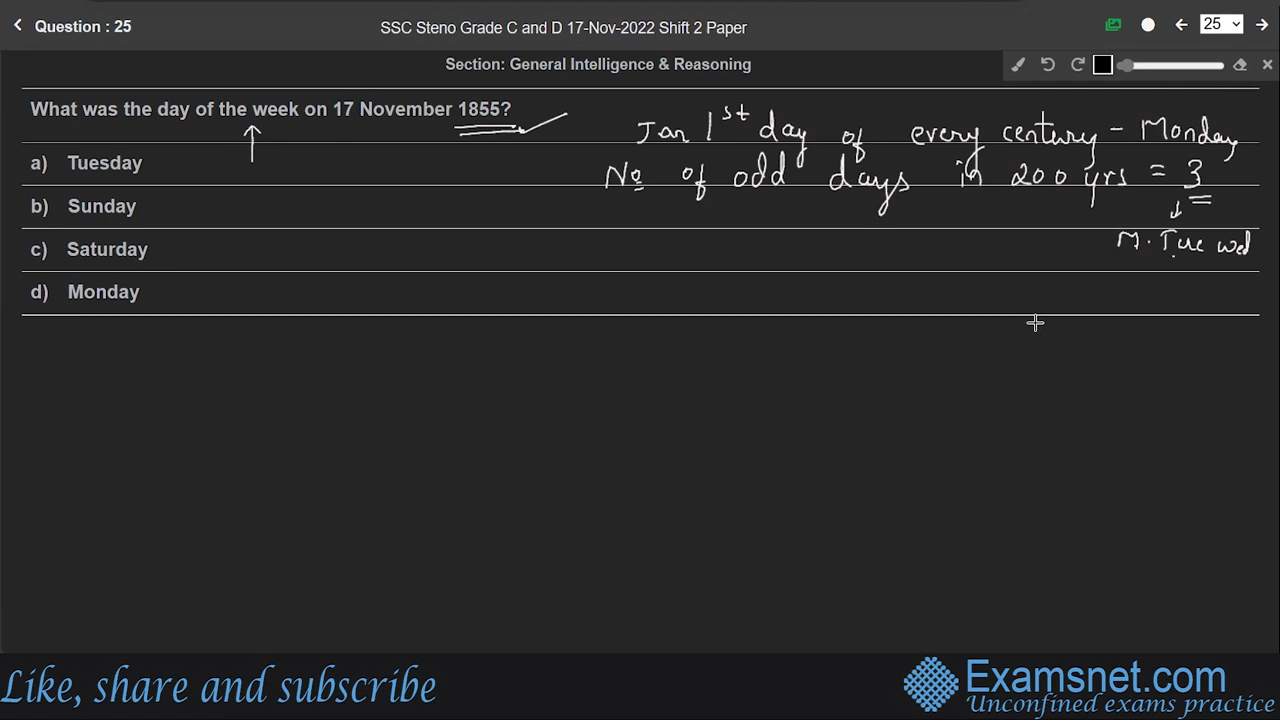 Question : 25
SSC Steno Grade C and D 17-Nov-2022 Shift 2 Paper
25
Section: General Intelligence & Reasoning
What was the day of the week on 17 November 1855?
Jan 1st day of every century - Monday
a) Tuesday
No of odd days in 200 yrs = 3
b) Sunday
M. Tue wed
c) Saturday
d) Monday
Like, share and subscribe
Examsnet.com
Unconfined exams practice